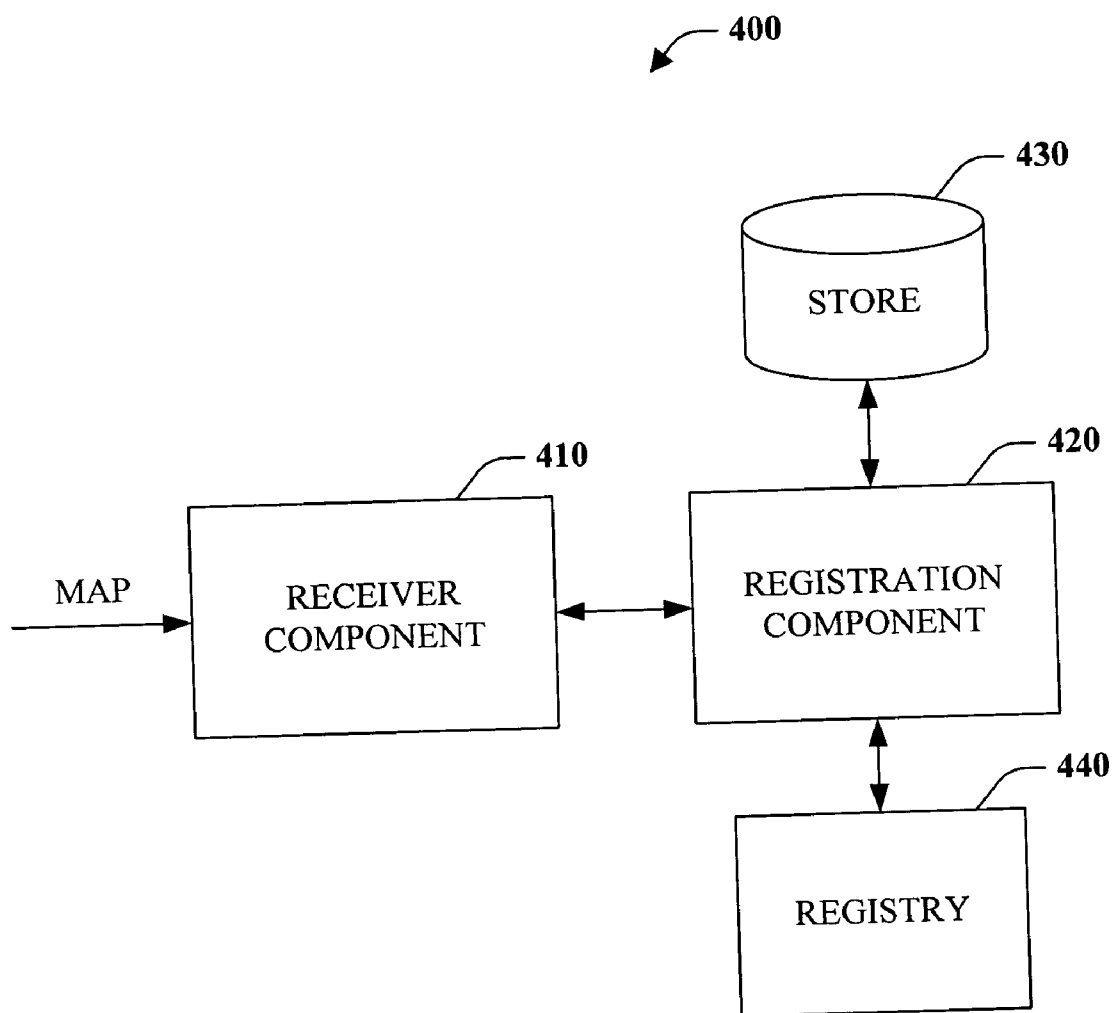 400
430
STORE
410
420
MAP
RECEIVER
COMPONENT
REGISTRATION
COMPONENT
440
REGISTRY